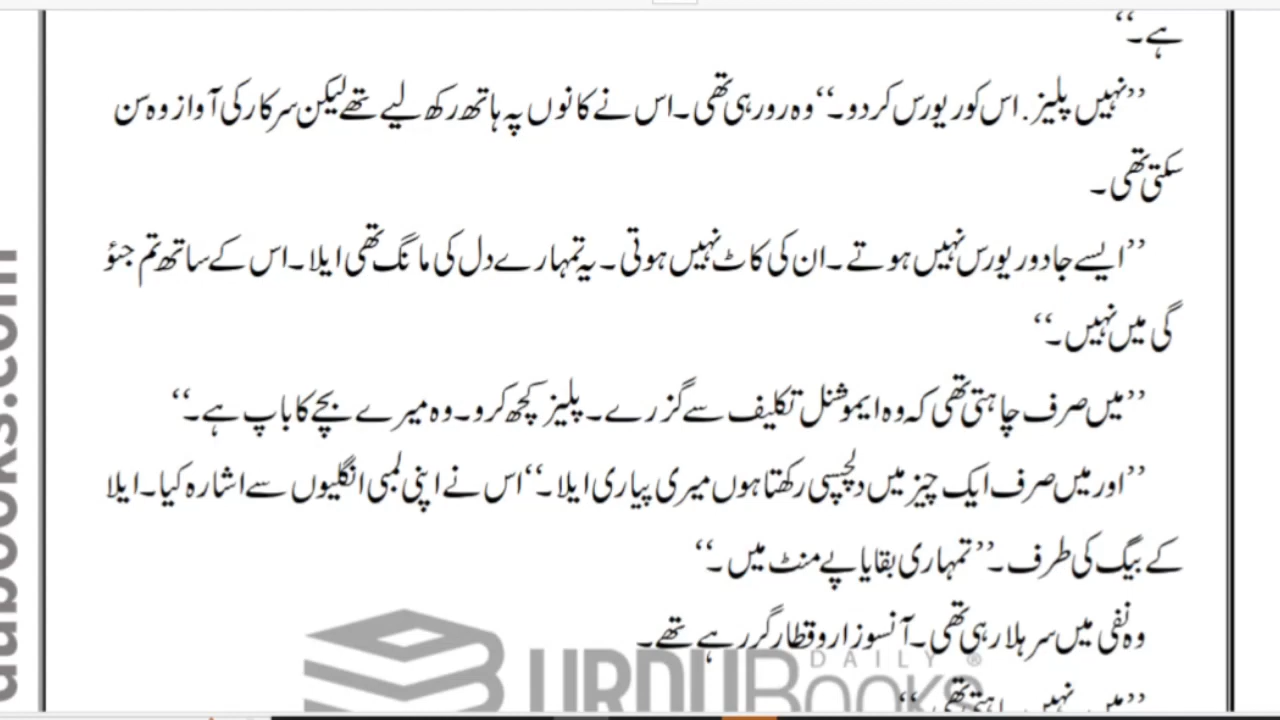 ہے۔‘‘
’’نہیں پلیز. اس کو ریورس کر دو۔‘‘ وہ رو رہی تھی۔ اس نے کانوں پہ ہاتھ رکھ لیے تھے لیکن سرکار کی آواز وہ سن
سکتی تھی۔
’’ایسے جادو ریورس نہیں ہوتے۔ ان کی کاٹ نہیں ہوتی۔ یہ تمہارے دل کی مانگ تھی ایلا۔ اس کے ساتھ تم جئو
گی میں نہیں۔‘‘
’’میں صرف چاہتی تھی کہ وہ ایموشنل تکلیف سے گزرے۔ پلیز کچھ کرو۔ وہ میرے بچے کا باپ ہے۔‘‘
’’اور میں صرف ایک چیز میں دلچسپی رکھتا ہوں میری پیاری ایلا۔‘‘ اس نے اپنی لمبی انگلیوں سے اشارہ کیا۔ ایلا
کے بیگ کی طرف۔ ’’تمہاری بقایا پے منٹ میں۔‘‘
وہ نفی میں سر ہلا رہی تھی۔ آنسو زار و قطار گر رہے تھے۔
DAILY ®
URDU Books